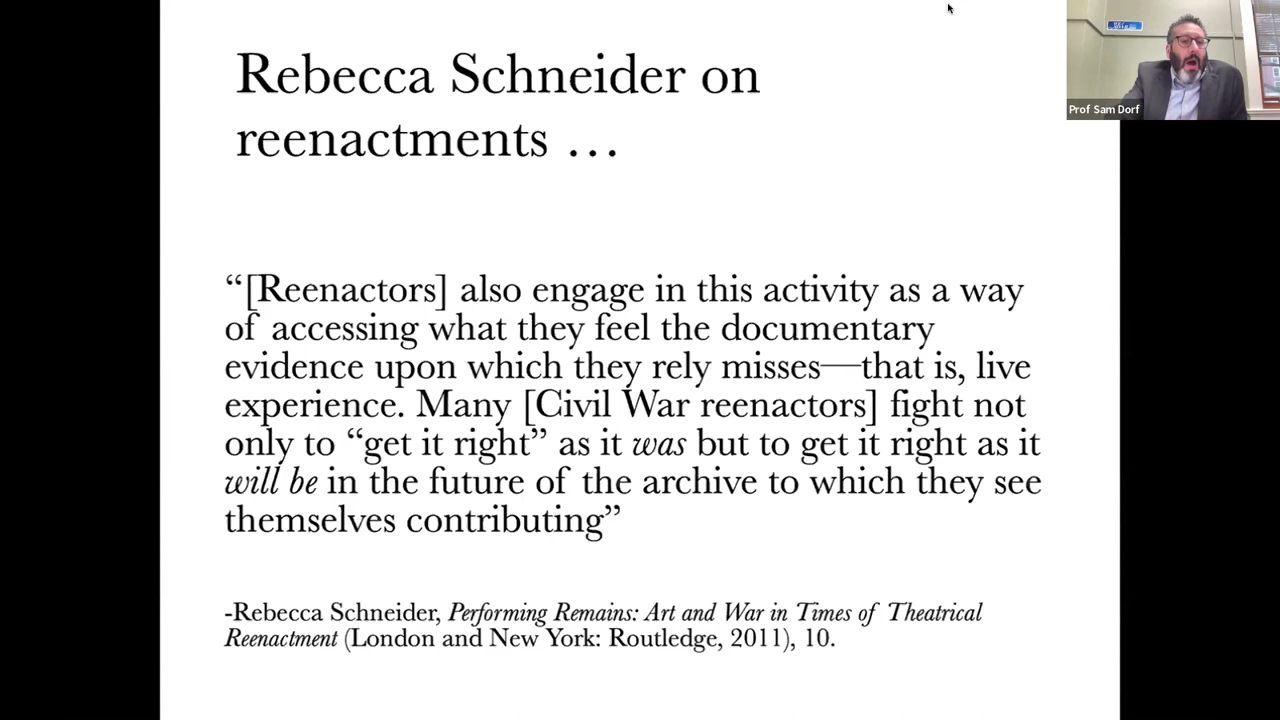 Rebecca Schneider on
reenactments …
Prof Sam Dorf
“[Reenactors] also engage in this activity as a way
of accessing what they feel the documentary
evidence upon which they rely misses—that is, live
experience. Many [Civil War reenactors] fight not
only to “get it right” as it was but to get it right as it
will be in the future of the archive to which they see
themselves contributing”
-Rebecca Schneider, Performing Remains: Art and War in Times of Theatrical
Reenactment (London and New York: Routledge, 2011), 10.